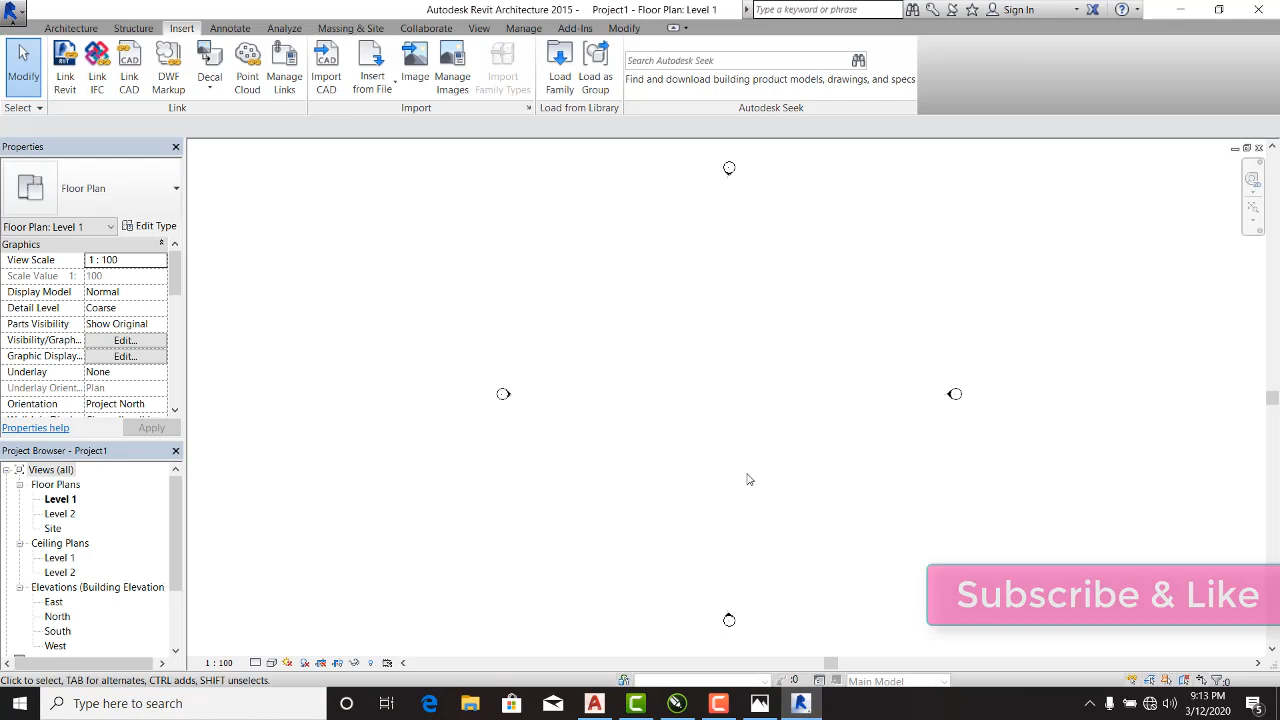 Autodesk Revit Architecture 2015 - Project1 - Floor Plan: Level 1
Type a keyword or phrase
Sign In
Architecture Structure Insert Annotate Analyze Massing & Site Collaborate View Manage Add-Ins Modify
Modify
Link Revit
Link IFC
Link CAD
DWF Markup
Decal
Point Cloud
Manage Links
Import CAD
Insert from File
Image
Manage Images
Import Family Types
Load Family
Load as Group
Search Autodesk Seek
Find and download building product models, drawings, and specs
Select
Link
Import
Load from Library
Autodesk Seek
Properties
Floor Plan
Floor Plan: Level 1
Edit Type
Graphics
View Scale 1 : 100
Scale Value 1: 100
Display Model Normal
Detail Level Coarse
Parts Visibility Show Original
Visibility/Graph... Edit...
Graphic Display... Edit...
Underlay None
Underlay Orien... Plan
Orientation Project North
Properties help
Apply
Project Browser - Project1
Views (all)
Floor Plans
Level 1
Level 2
Site
Ceiling Plans
Level 1
Level 2
Elevations (Building Elevation
East
North
South
West
Subscribe & Like
1 : 100
Click to select, TAB for alternates, CTRL adds, SHIFT unselects.
:0
Main Model
:0
Type here to search
9:13 PM
3/12/2020
5